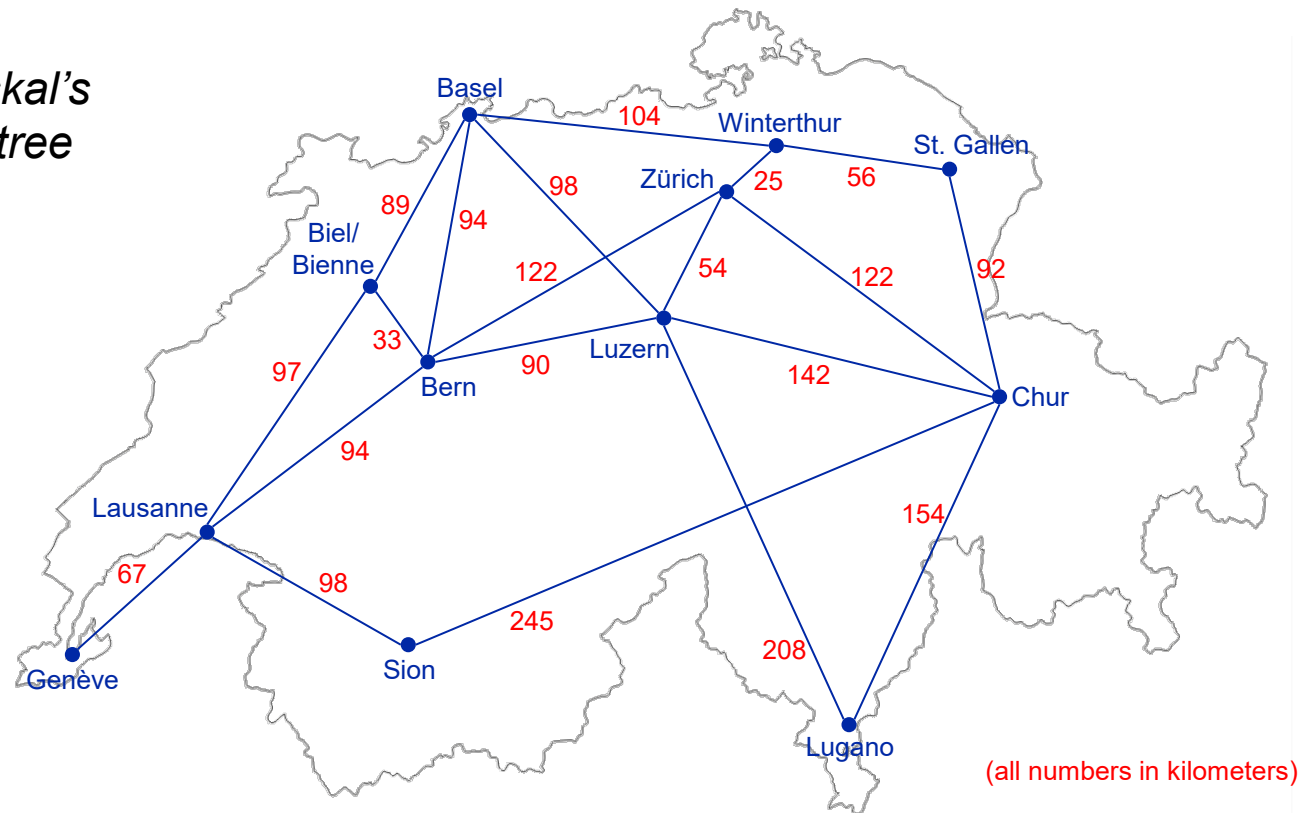 skal's
tree
Basel
104
Winterthur
St. Gallen
Zürich
25
56
98
89
94
Biel/
Bienne
122
54
122
92
33
Luzern
97
90
142
Bern
Chur
94
Lausanne
154
67
98
245
208
Genève
Sion
Lugano
(all numbers in kilometers)